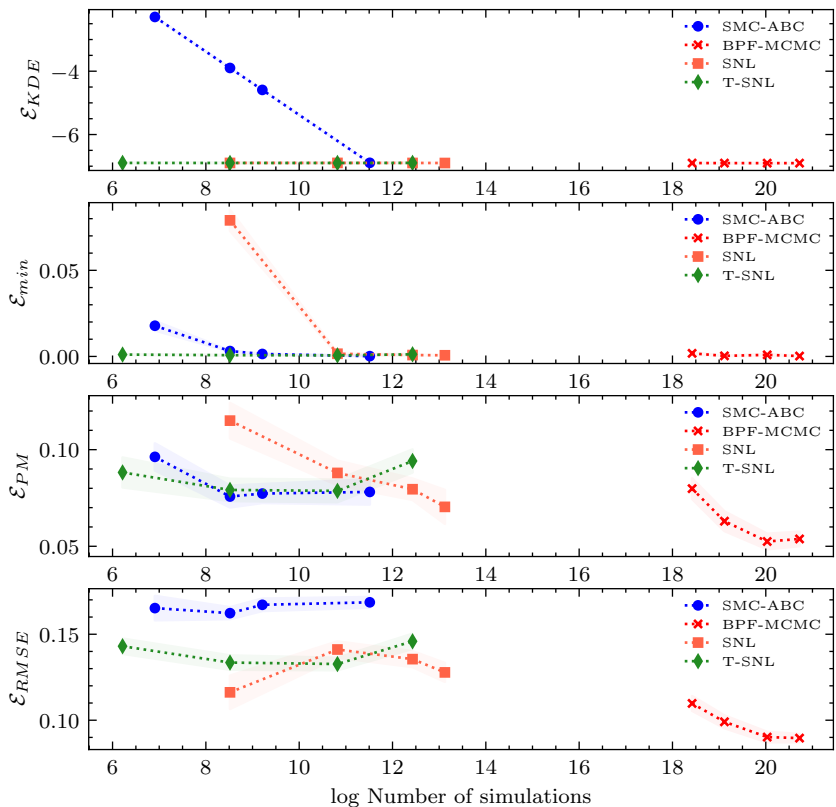 SMC-ABC
BPF-MCMC
SNL
T-SNL
−4
−6
ℰ_KDE
6 8 10 12 14 16 18 20
SMC-ABC
BPF-MCMC
SNL
T-SNL
0.05
0.00
ℰ_min
6 8 10 12 14 16 18 20
SMC-ABC
BPF-MCMC
SNL
T-SNL
0.10
0.05
ℰ_PM
6 8 10 12 14 16 18 20
SMC-ABC
BPF-MCMC
SNL
T-SNL
0.15
0.10
ℰ_RMSE
6 8 10 12 14 16 18 20
log Number of simulations